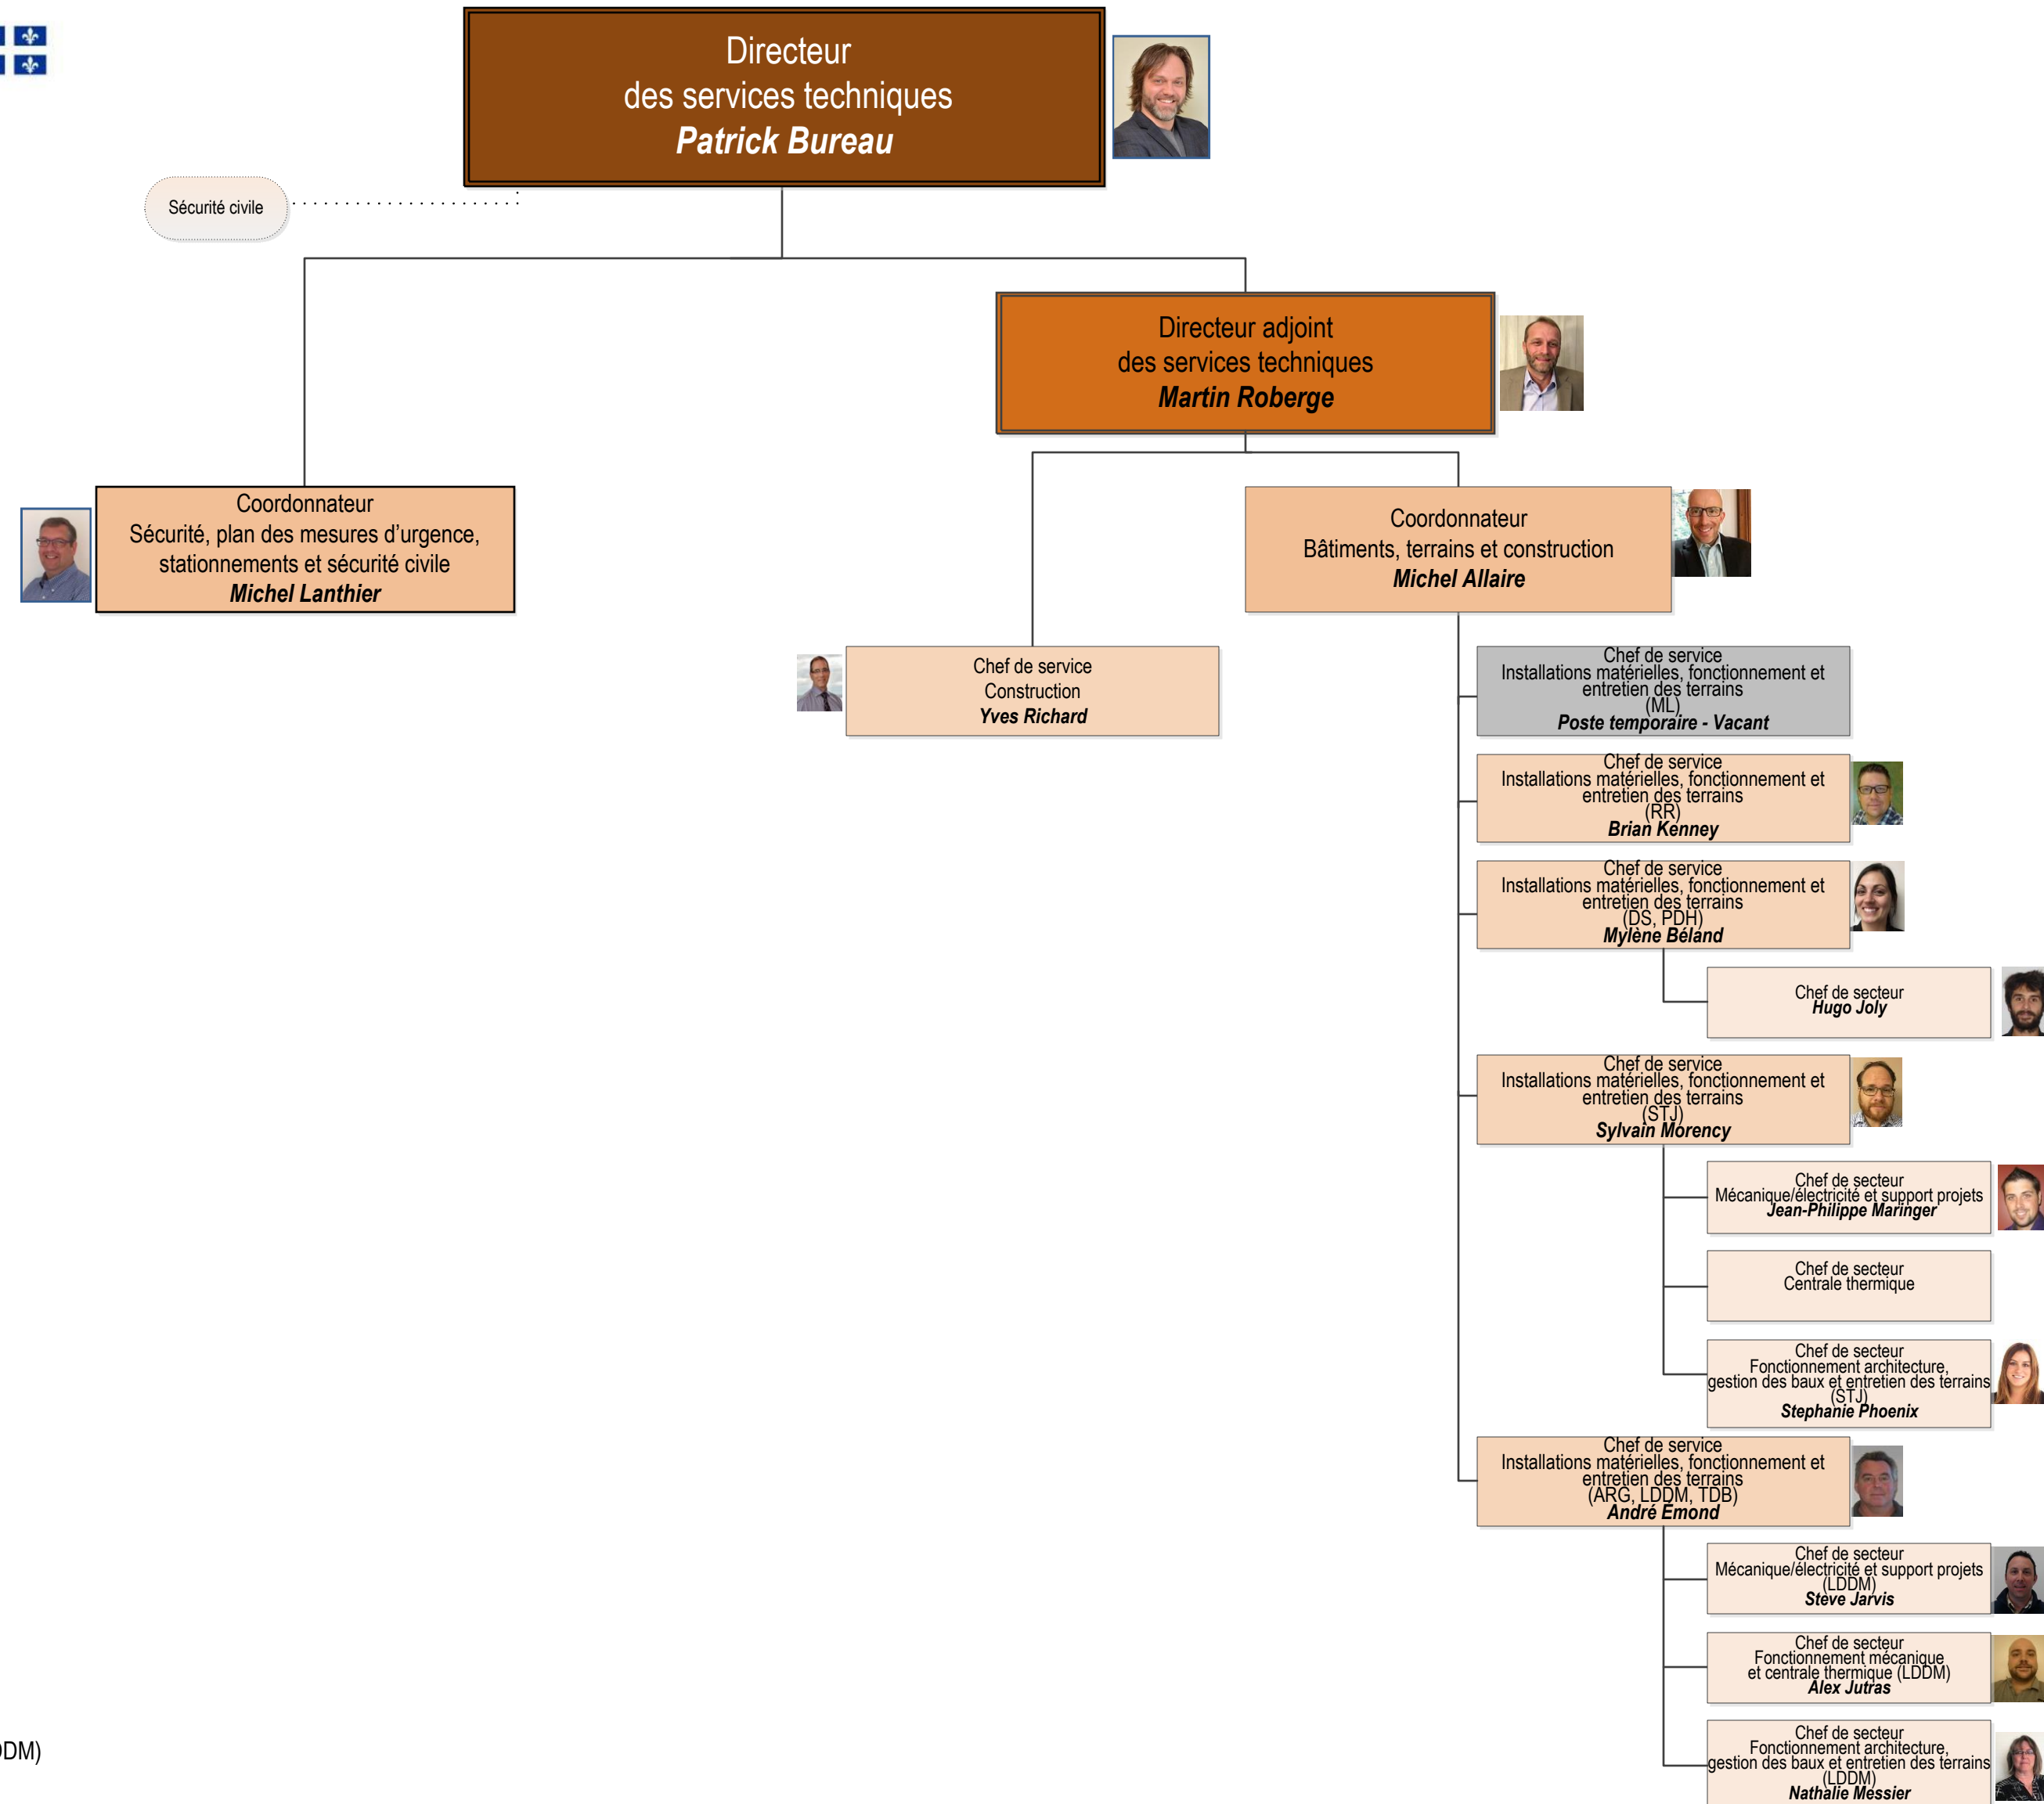 Directeur
des services techniques
Patrick Bureau
Sécurité civile
Directeur adjoint
des services techniques
Martin Roberge
Coordonnateur
Sécurité, plan des mesures d’urgence,
stationnements et sécurité civile
Michel Lanthier
Coordonnateur
Bâtiments, terrains et construction
Michel Allaire
Chef de service
Construction
Yves Richard
Chef de service
Installations matérielles, fonctionnement et
entretien des terrains
(ML)
Poste temporaire - Vacant
Chef de service
Installations matérielles, fonctionnement et
entretien des terrains
(RR)
Brian Kenney
Chef de service
Installations matérielles, fonctionnement et
entretien des terrains
(DS, PDH)
Mylène Béland
Chef de secteur
Hugo Joly
Chef de service
Installations matérielles, fonctionnement et
entretien des terrains
(STJ)
Sylvain Morency
Chef de secteur
Mécanique/électricité et support projets
Jean-Philippe Maringer
Chef de secteur
Centrale thermique
Chef de secteur
Fonctionnement architecture,
gestion des baux et entretien des terrains
(STJ)
Stephanie Phoenix
Chef de service
Installations matérielles, fonctionnement et
entretien des terrains
(ARG, LDDM, TDB)
André Émond
Chef de secteur
Mécanique/électricité et support projets
(LDDM)
Steve Jarvis
Chef de secteur
Fonctionnement mécanique
et centrale thermique (LDDM)
Alex Jutras
Chef de secteur
Fonctionnement architecture,
gestion des baux et entretien des terrains
(LDDM)
Nathalie Messier